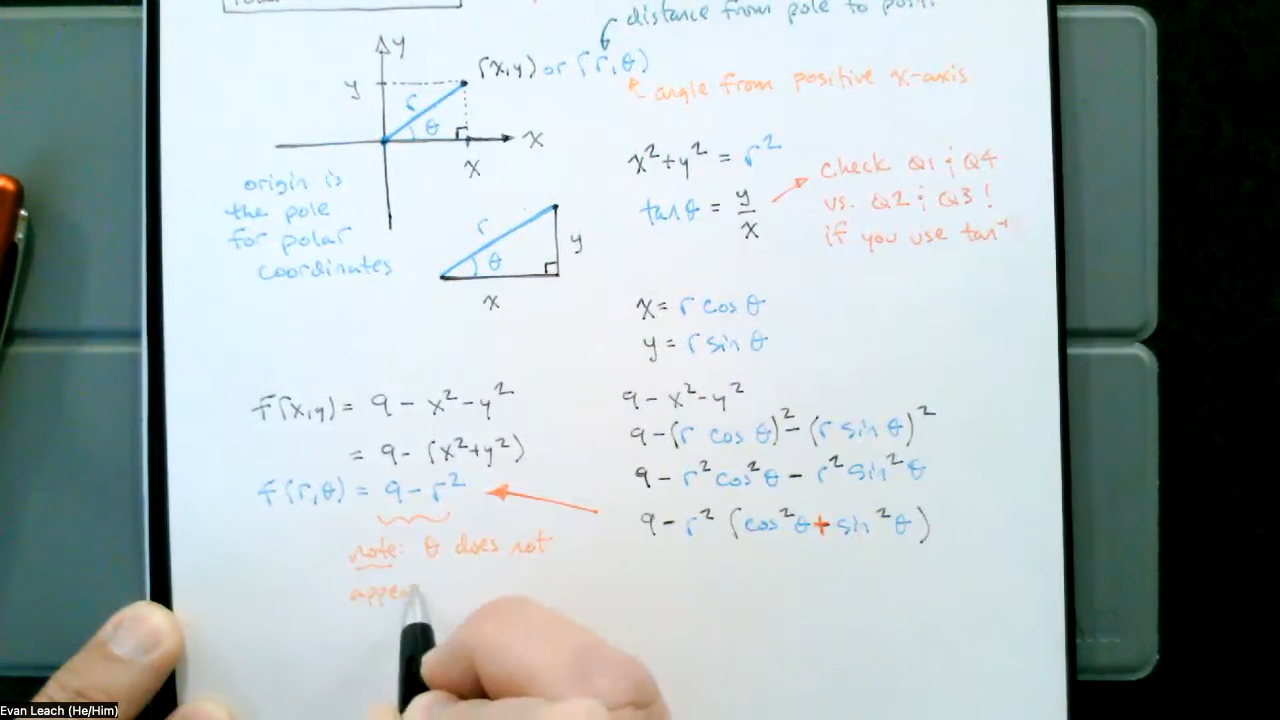 distance from pole to point
y
(x,y) or (r,θ)
y
r
θ
x
x
angle from positive x-axis
origin is
the pole
for polar
coordinates
r
θ
y
x
x²+y² = r²
tan θ = y/x
check Q1 & Q4
vs. Q2 & Q3!
if you use tan⁻¹
x = r cos θ
y = r sin θ
f(x,y) = 9 - x² - y²
= 9 - (x²+y²)
f(r,θ) = 9 - r²
note: θ does not
appea
9 - x² - y²
9 - (r cos θ)² - (r sin θ)²
9 - r² cos² θ - r² sin² θ
9 - r² (cos² θ + sin² θ)
Evan Leach (He/Him)